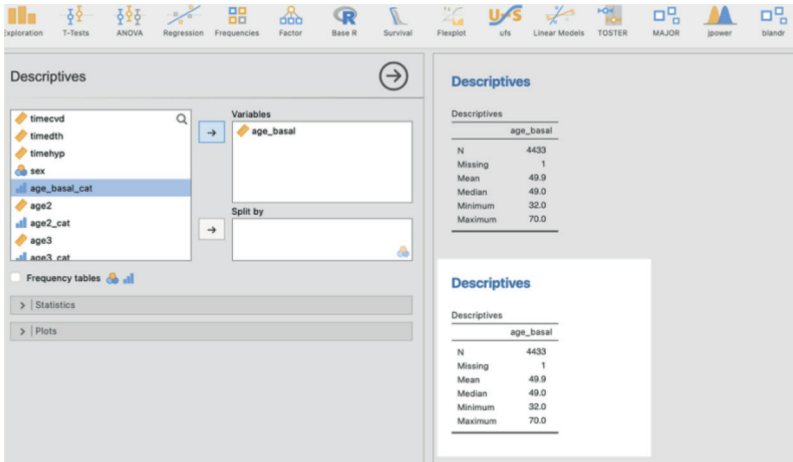 Exploration T-Tests ANOVA Regression Frequencies Factor Base R Survival Flexplot ufs Linear Models TOSTER MAJOR jpower blandr
Descriptives
timecvd
timedth
timehyp
sex
age_basal_cat
age2
age2_cat
age3
age3_cat
Variables
age_basal
Split by
Frequency tables
Statistics
Plots
Descriptives
Descriptives
age_basal
N 4433
Missing 1
Mean 49.9
Median 49.0
Minimum 32.0
Maximum 70.0
Descriptives
Descriptives
age_basal
N 4433
Missing 1
Mean 49.9
Median 49.0
Minimum 32.0
Maximum 70.0